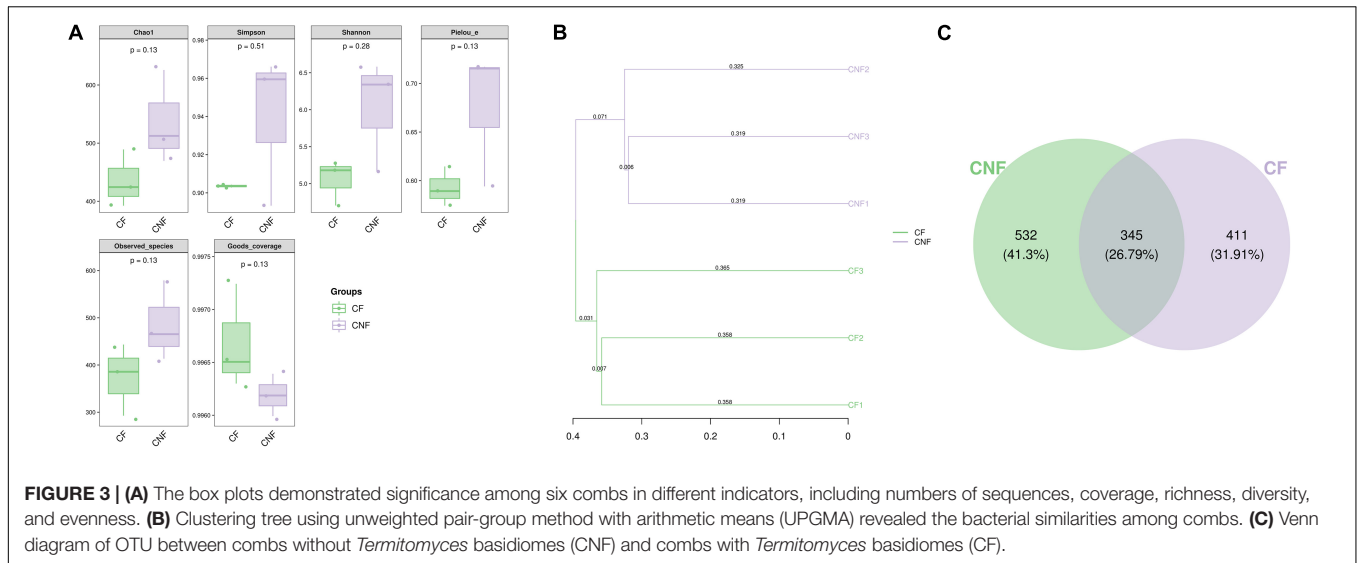 A
Chao1
p = 0.13
600
500
400
CF
CNF
Simpson
p = 0.51
0.98
0.96
0.94
0.92
0.90
CF
CNF
Shannon
p = 0.28
6.5
6.0
5.5
5.0
CF
CNF
Pielou_e
p = 0.13
0.70
0.65
0.60
CF
CNF
Observed_species
p = 0.13
600
500
400
300
CF
CNF
Goods_coverage
p = 0.13
0.9975
0.9970
0.9965
0.9960
CF
CNF
Groups
CF
CNF
B
0.325
CNF2
0.071
0.319
CNF3
0.006
0.319
CNF1
0.365
CF3
0.031
0.358
CF2
0.007
0.358
CF1
0.4 0.3 0.2 0.1 0
CF
CNF
C
CNF
CF
532
(41.3%)
345
(26.79%)
411
(31.91%)
FIGURE 3 | (A) The box plots demonstrated significance among six combs in different indicators, including numbers of sequences, coverage, richness, diversity,
and evenness. (B) Clustering tree using unweighted pair-group method with arithmetic means (UPGMA) revealed the bacterial similarities among combs. (C) Venn
diagram of OTU between combs without Termitomyces basidiomes (CNF) and combs with Termitomyces basidiomes (CF).